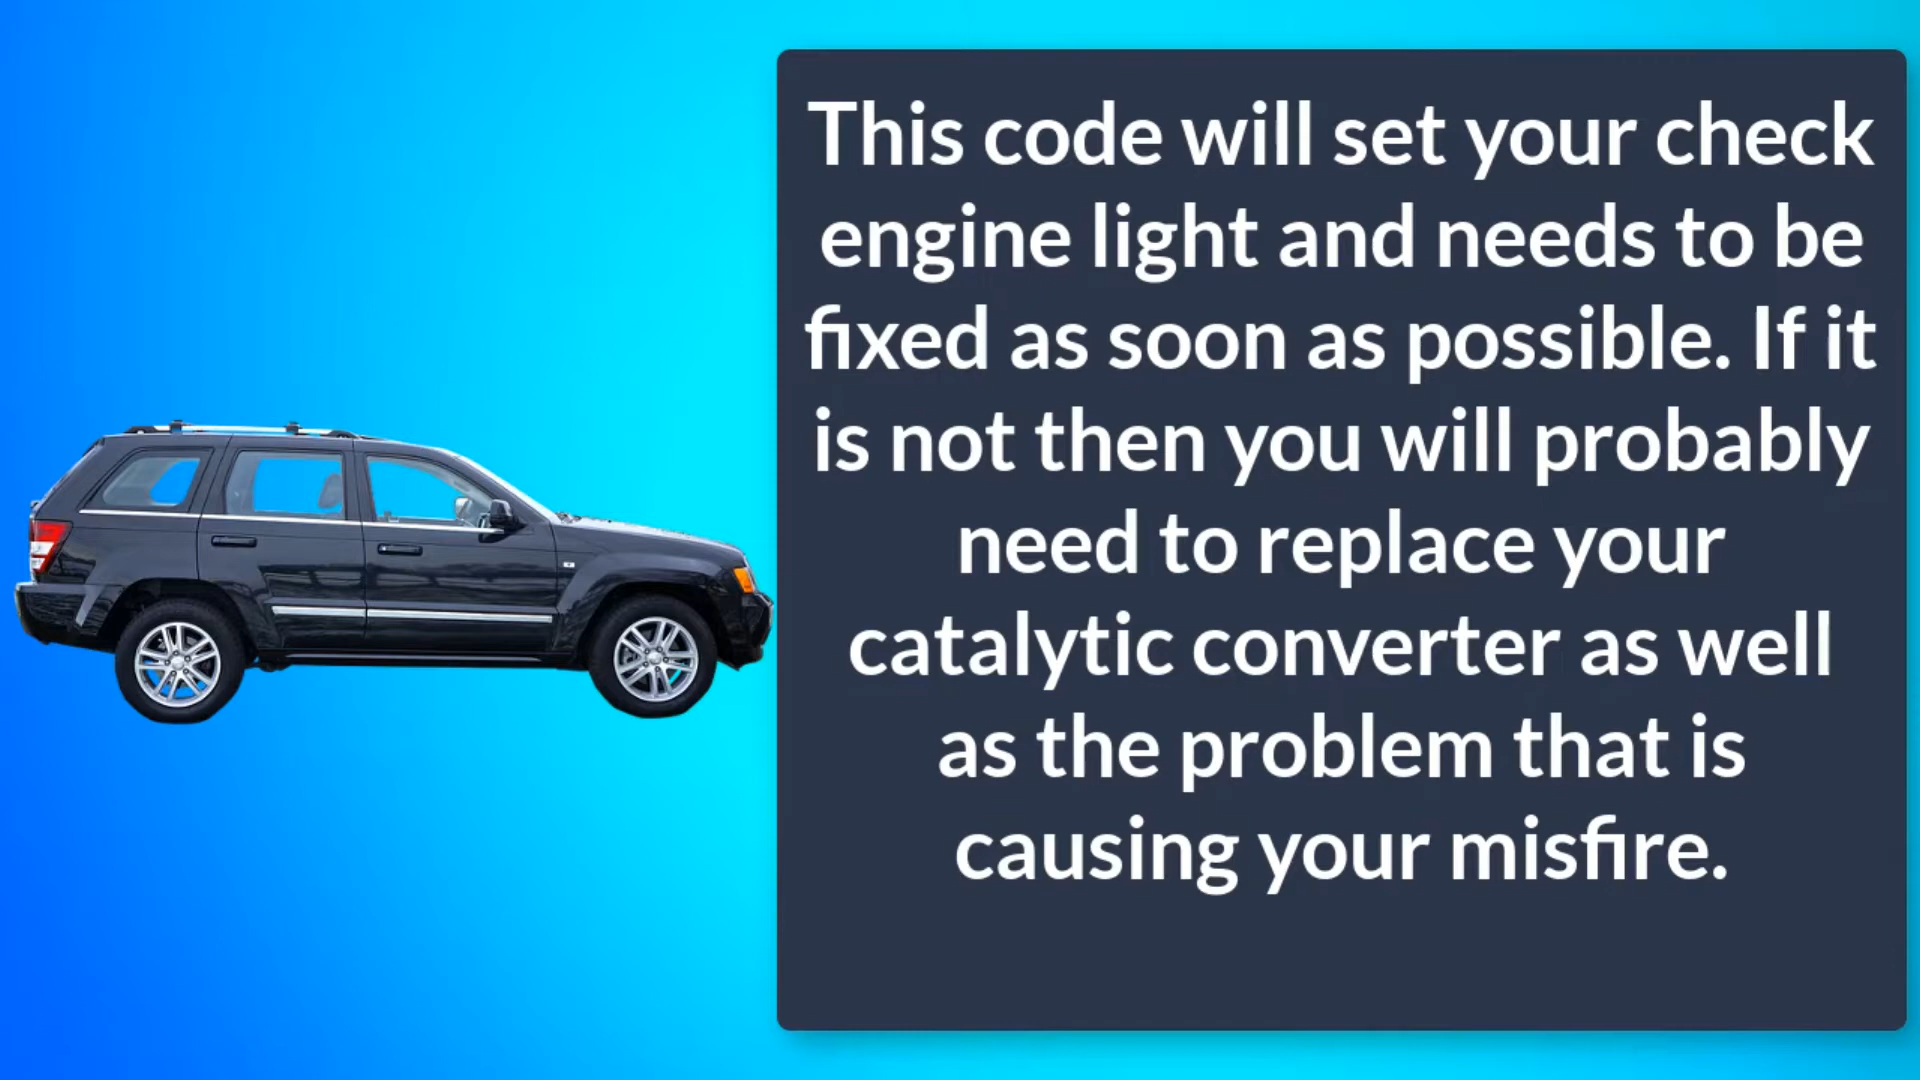 This code will set your check
engine light and needs to be
fixed as soon as possible. If it
is not then you will probably
need to replace your
catalytic converter as well
as the problem that is
causing your misfire.